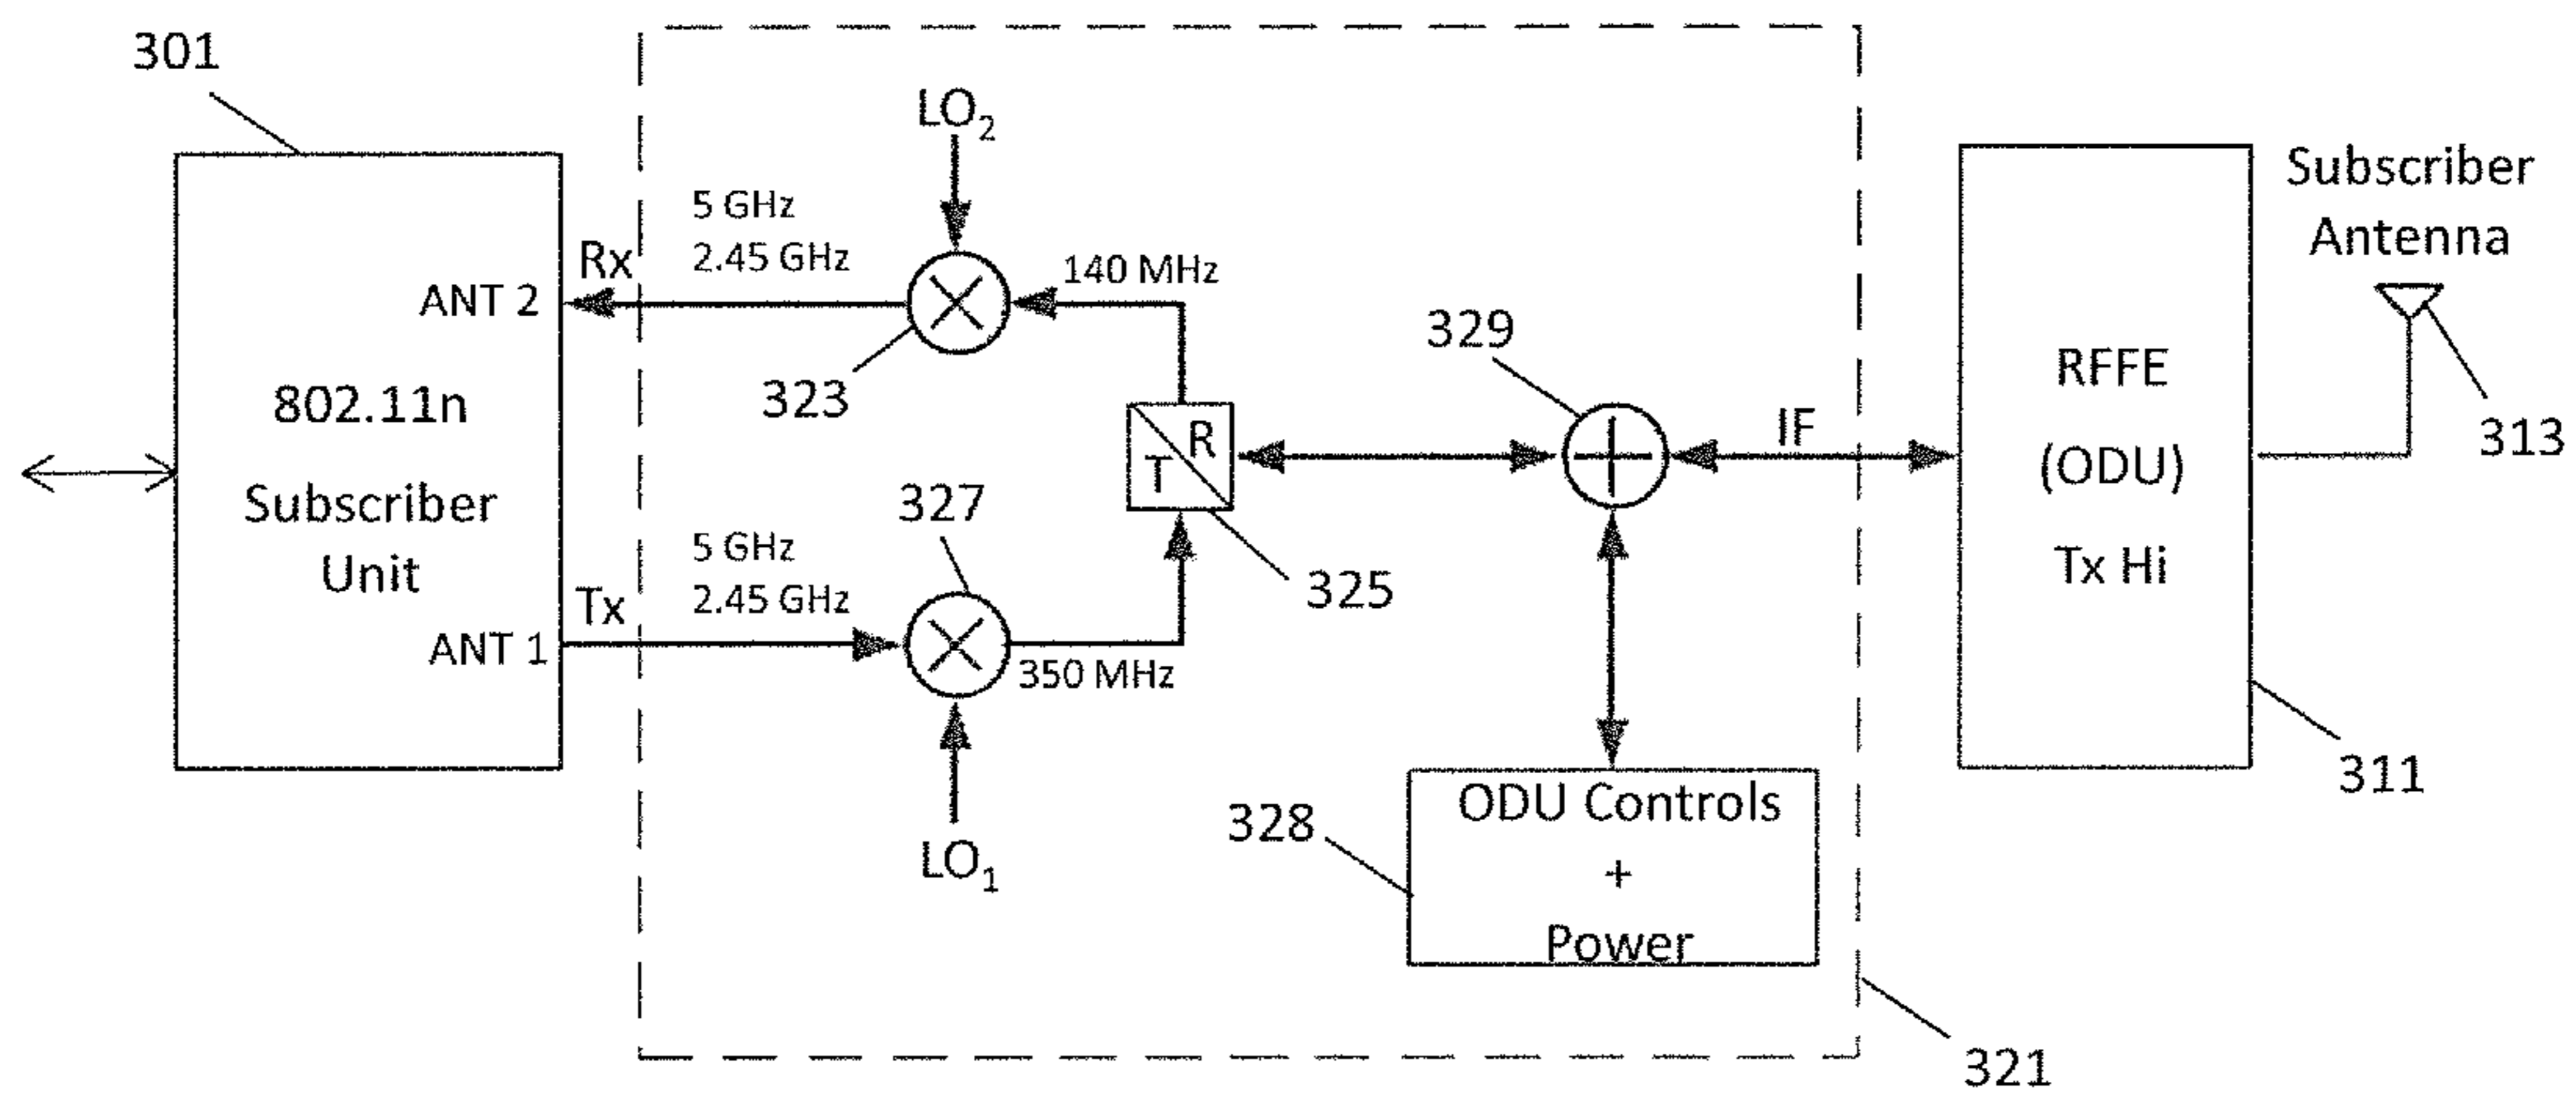 301
LO2
5 GHz
2.45 GHz
Rx
140 MHz
ANT 2
323
802.11n
Subscriber
Unit
329
R
T
IF
RFFE
(ODU)
Tx Hi
Subscriber
Antenna
313
327
5 GHz
2.45 GHz
Tx
325
ANT 1
350 MHz
LO1
328
ODU Controls
+
Power
311
321